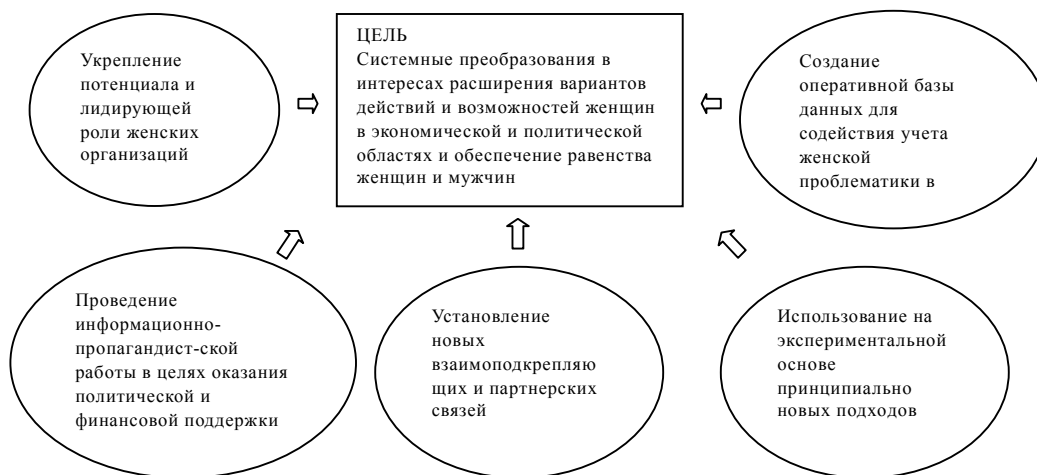 Укрепление
потенциала и
лидирующей
роли женских
организаций
ЦЕЛЬ
Системные преобразования в
интересах расширения вариантов
действий и возможностей женщин
в экономической и политической
областях и обеспечение равенства
женщин и мужчин
Создание
оперативной базы
данных для
содействия учета
женской
проблематики в
Проведение
информационно-
пропагандист-ской
работы в целях оказания
политической и
финансовой поддержки
Установление
новых
взаимоподкрепляю
щих и партнерских
связей
Использование на
экспериментальной
основе
принципиально
новых подходов